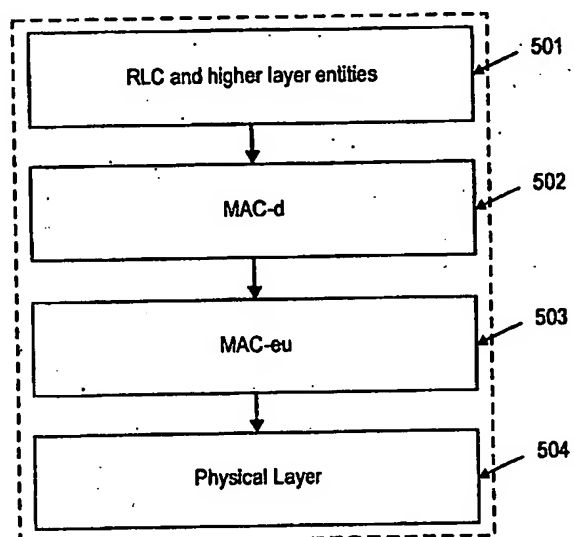 RLC and higher layer entities
501
MAC-d
502
MAC-eu
503
Physical Layer
504